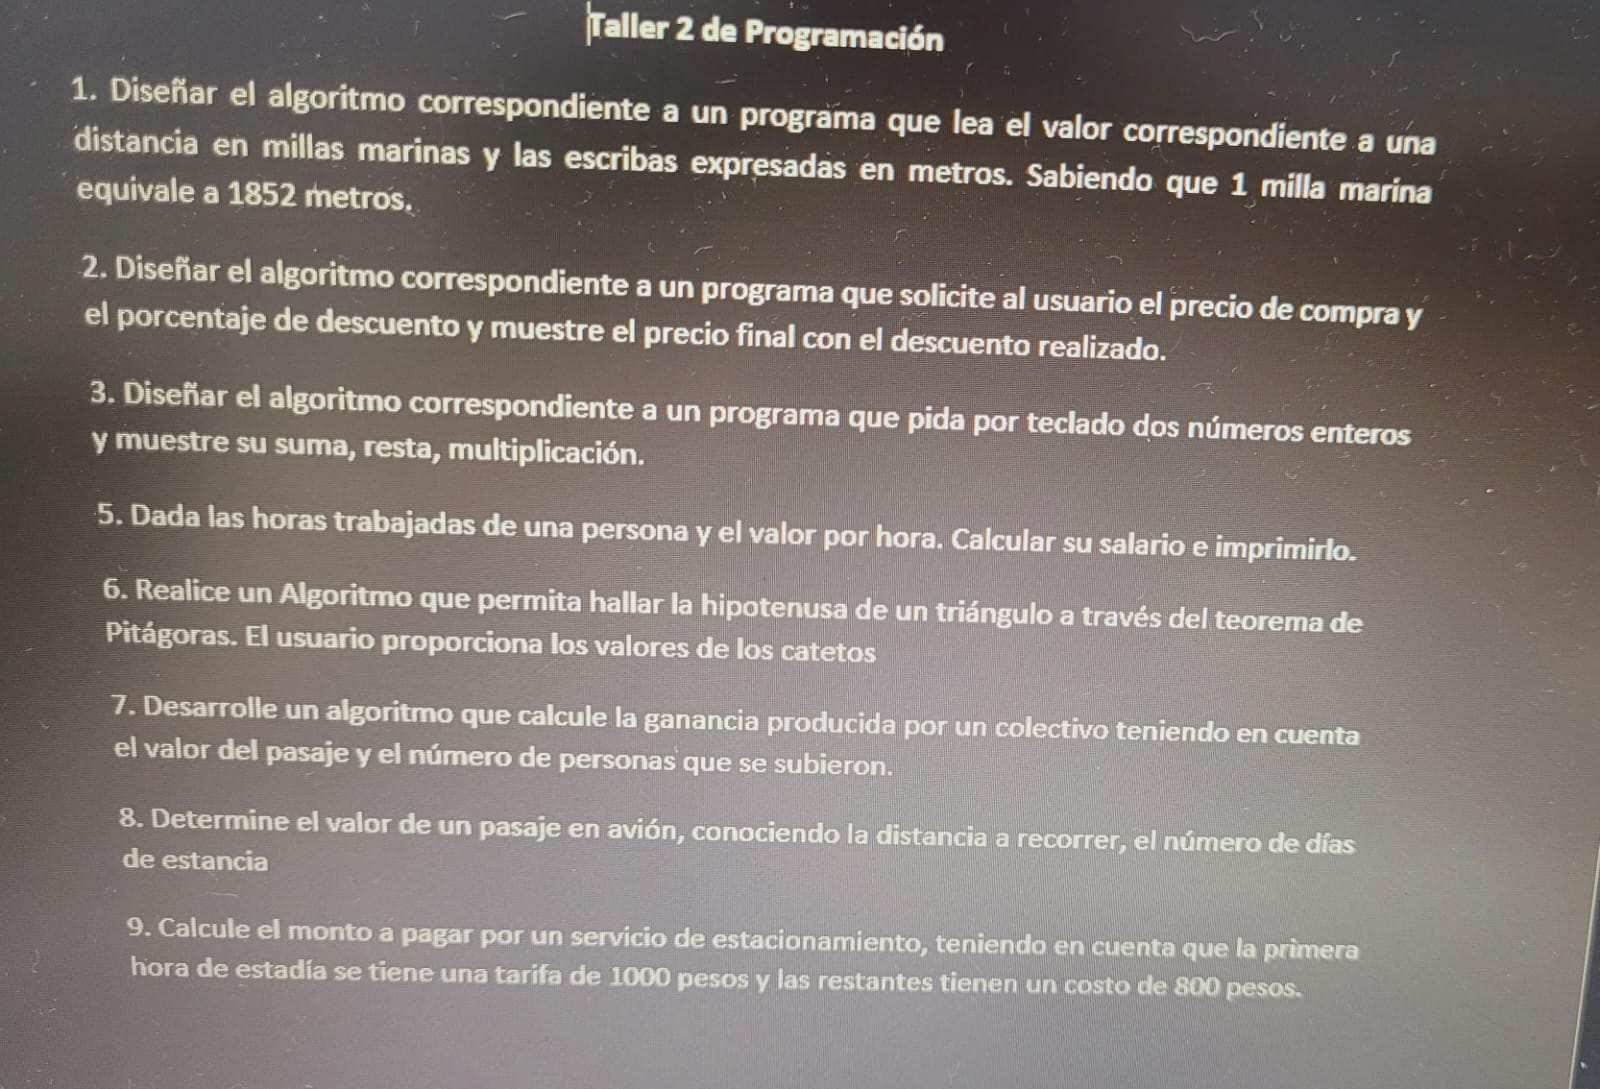 Taller 2 de Programación
1. Diseñar el algoritmo correspondiente a un programa que lea el valor correspondiente a una
distancia en millas marinas y las escribas expresadas en metros. Sabiendo que 1 milla marina
equivale a 1852 metros.
2. Diseñar el algoritmo correspondiente a un programa que solicite al usuario el precio de compra y
el porcentaje de descuento y muestre el precio final con el descuento realizado.
3. Diseñar el algoritmo correspondiente a un programa que pida por teclado dos números enteros
y muestre su suma, resta, multiplicación.
5. Dada las horas trabajadas de una persona y el valor por hora. Calcular su salario e imprimirlo.
6. Realice un Algoritmo que permita hallar la hipotenusa de un triángulo a través del teorema de
Pitágoras. El usuario proporciona los valores de los catetos
7. Desarrolle un algoritmo que calcule la ganancia producida por un colectivo teniendo en cuenta
el valor del pasaje y el número de personas que se subieron.
8. Determine el valor de un pasaje en avión, conociendo la distancia a recorrer, el número de días
de estancia
9. Calcule el monto a pagar por un servicio de estacionamiento, teniendo en cuenta que la primera
hora de estadía se tiene una tarifa de 1000 pesos y las restantes tienen un costo de 800 pesos.